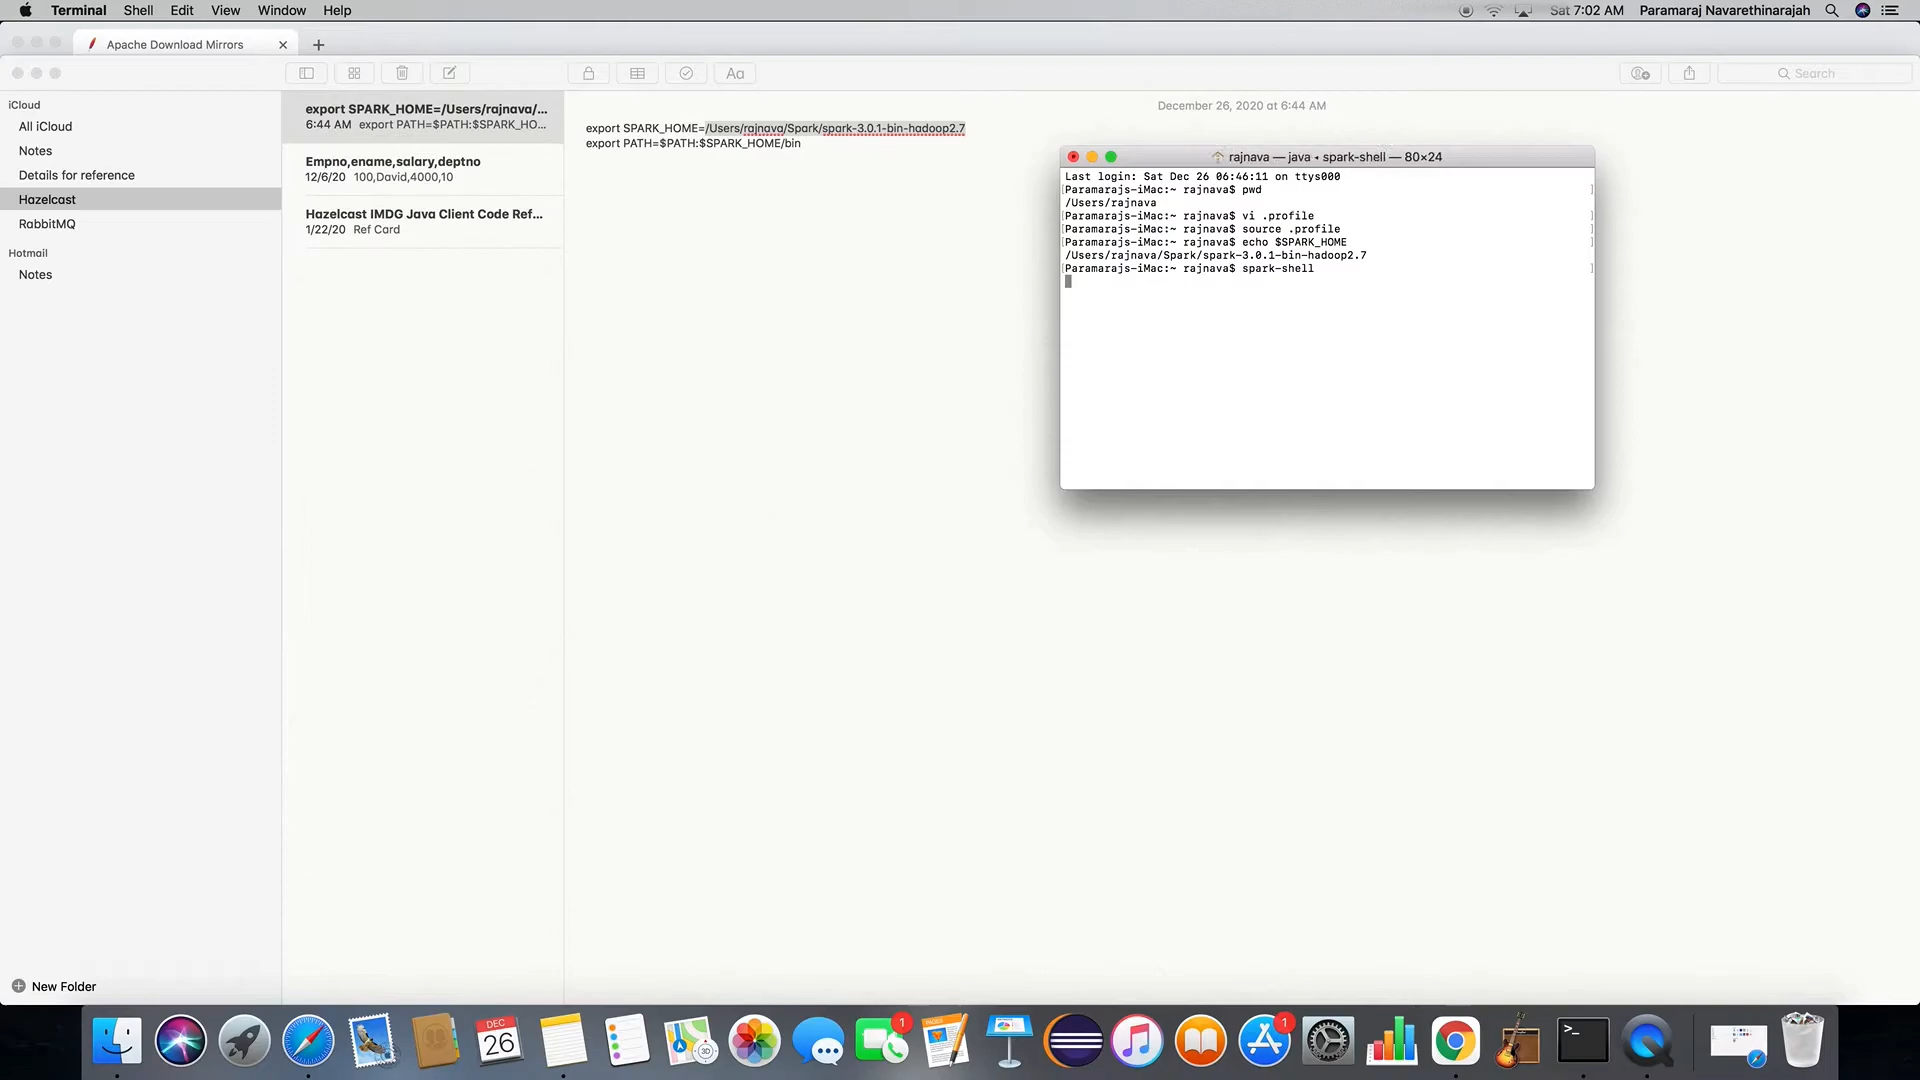 Terminal Shell Edit View Window Help
Sat 7:02 AM Paramaraj Navarethinarajah
Apache Download Mirrors
Aa
Search
iCloud
All iCloud
Notes
Details for reference
Hazelcast
RabbitMQ
Hotmail
Notes
New Folder
export SPARK_HOME=/Users/rajnava/...
6:44 AM export PATH=$PATH:$SPARK_HO...
Empno,ename,salary,deptno
12/6/20 100,David,4000,10
Hazelcast IMDG Java Client Code Ref...
1/22/20 Ref Card
December 26, 2020 at 6:44 AM
export SPARK_HOME=/Users/rajnava/Spark/spark-3.0.1-bin-hadoop2.7
export PATH=$PATH:$SPARK_HOME/bin
rajnava — java ◂ spark-shell — 80×24
Last login: Sat Dec 26 06:46:11 on ttys000
[Paramarajs-iMac:~ rajnava$ pwd ]
/Users/rajnava
[Paramarajs-iMac:~ rajnava$ vi .profile ]
[Paramarajs-iMac:~ rajnava$ source .profile ]
[Paramarajs-iMac:~ rajnava$ echo $SPARK_HOME ]
/Users/rajnava/Spark/spark-3.0.1-bin-hadoop2.7
[Paramarajs-iMac:~ rajnava$ spark-shell ]
DEC
26
3D
1
1
>_